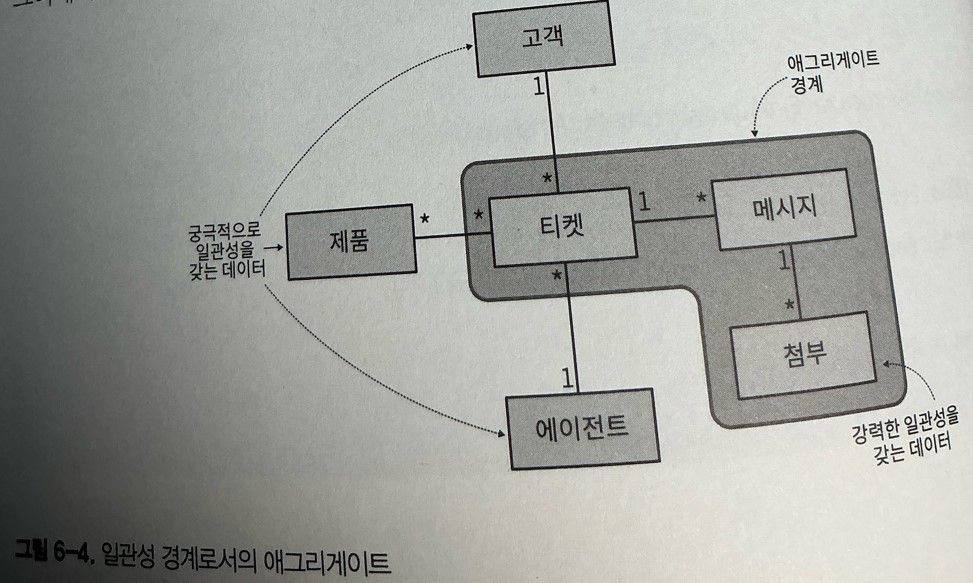 고객
애그리게이트
경계
1
*
궁극적으로
일관성을
갖는 데이터
제품
*
*
티켓
1
*
메시지
*
1
*
첨부
1
에이전트
강력한 일관성을
갖는 데이터
그림 6-4. 일관성 경계로서의 애그리게이트